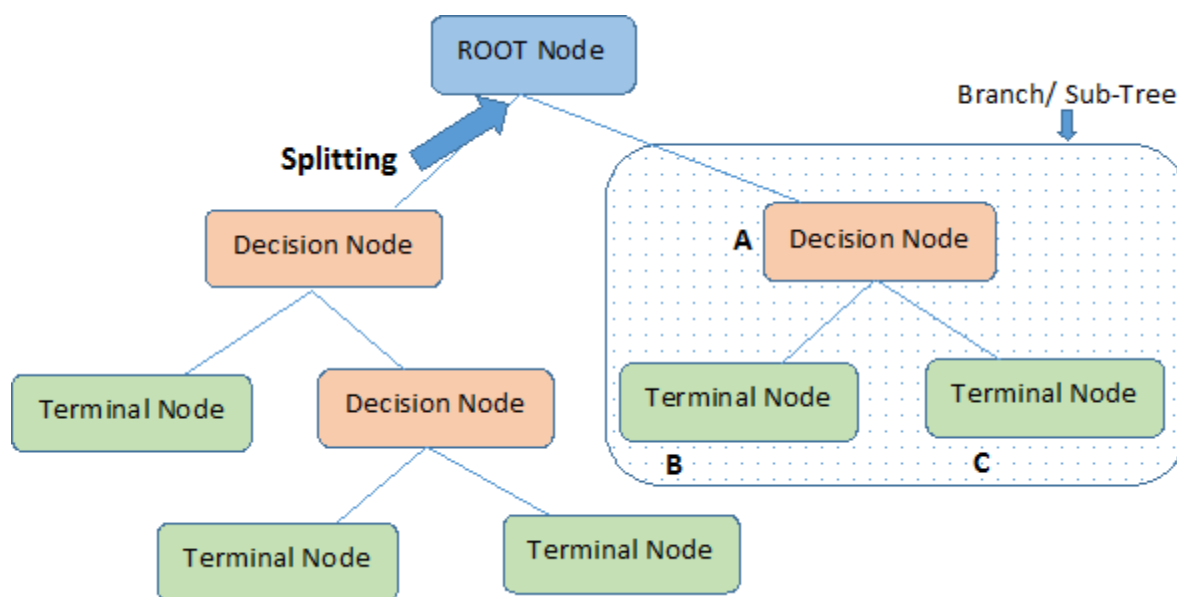 ROOT Node
Branch/ Sub-Tree
Splitting
Decision Node
A
Decision Node
Terminal Node
Decision Node
Terminal Node
Terminal Node
B
C
Terminal Node
Terminal Node